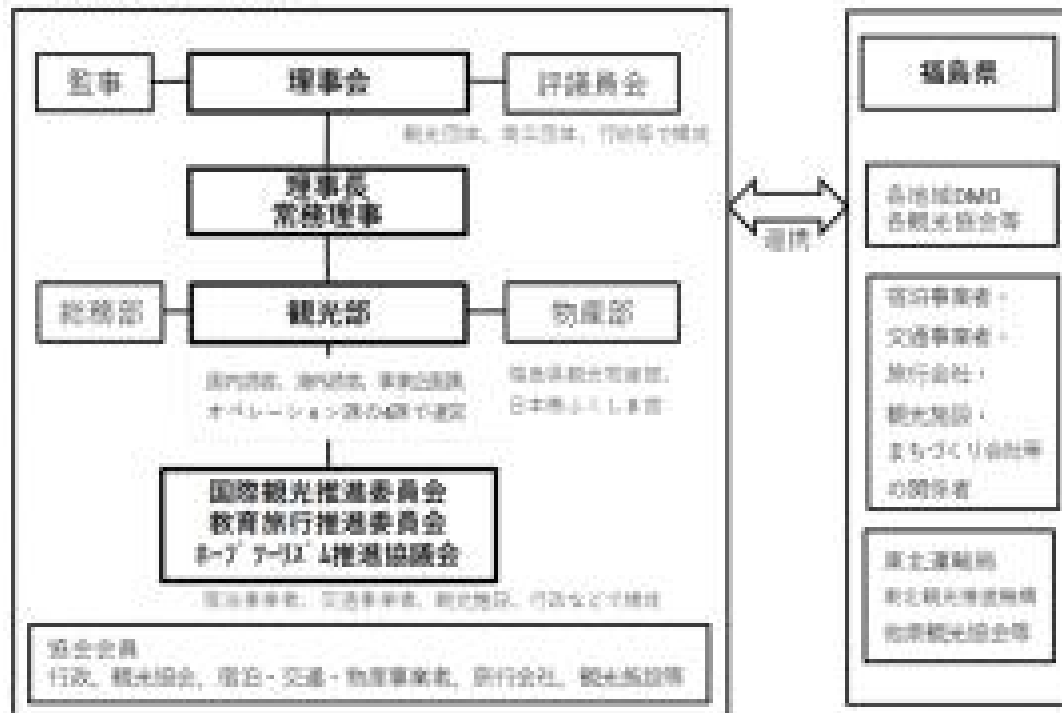 監事
理事会
評議員会
観光団体、商工団体、行政等で構成
理事長
常務理事
総務部
観光部
物産部
国内誘客、海外誘客、事業企画課、
オペレーション課の4課で運営
福島県観光物産館、
日本橋ふくしま館
国際観光推進委員会
教育旅行推進委員会
ホープツーリズム推進協議会
宿泊事業者、交通事業者、観光施設、行政などで構成
協会会員
行政、観光協会、宿泊・交通・物産事業者、旅行会社、観光施設等
連携
福島県
各地域DMO
各観光協会等
宿泊事業者・
交通事業者・
旅行会社・
観光施設・
まちづくり会社等
の関係者
東北運輸局
東北観光推進機構
他県観光協会等